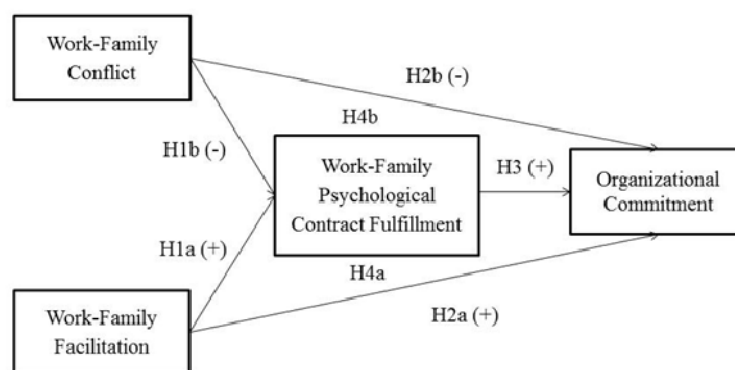 Work-Family
Conflict
H2b (-)
H4b
H1b (-)
Work-Family
Psychological
Contract Fulfillment
H3 (+)
Organizational
Commitment
H1a (+)
H4a
H2a (+)
Work-Family
Facilitation